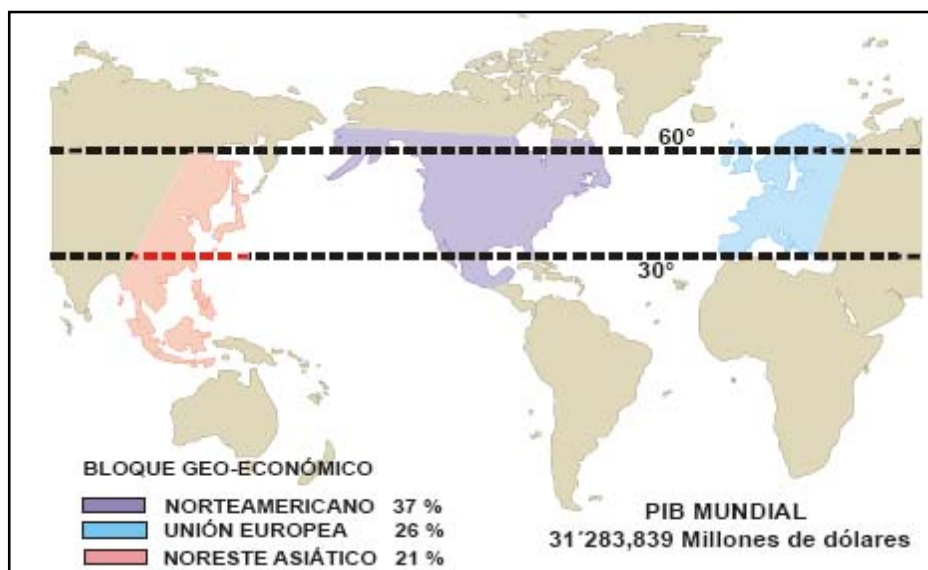 60°
30°
BLOQUE GEO-ECONÓMICO
NORTEAMERICANO 37 %
UNIÓN EUROPEA 26 %
NORESTE ASIÁTICO 21 %
PIB MUNDIAL
31´283,839 Millones de dólares